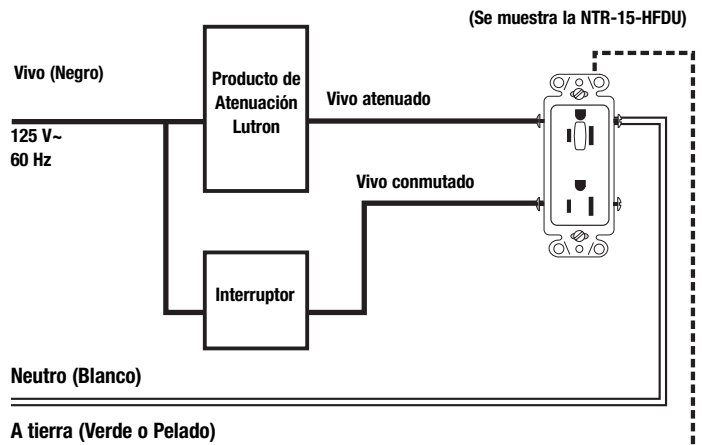 (Se muestra la NTR-15-HFDU)
Vivo (Negro)
Producto de
Atenuación
Lutron
Vivo atenuado
125 V~
60 Hz
Vivo conmutado
Interruptor
Neutro (Blanco)
A tierra (Verde o Pelado)